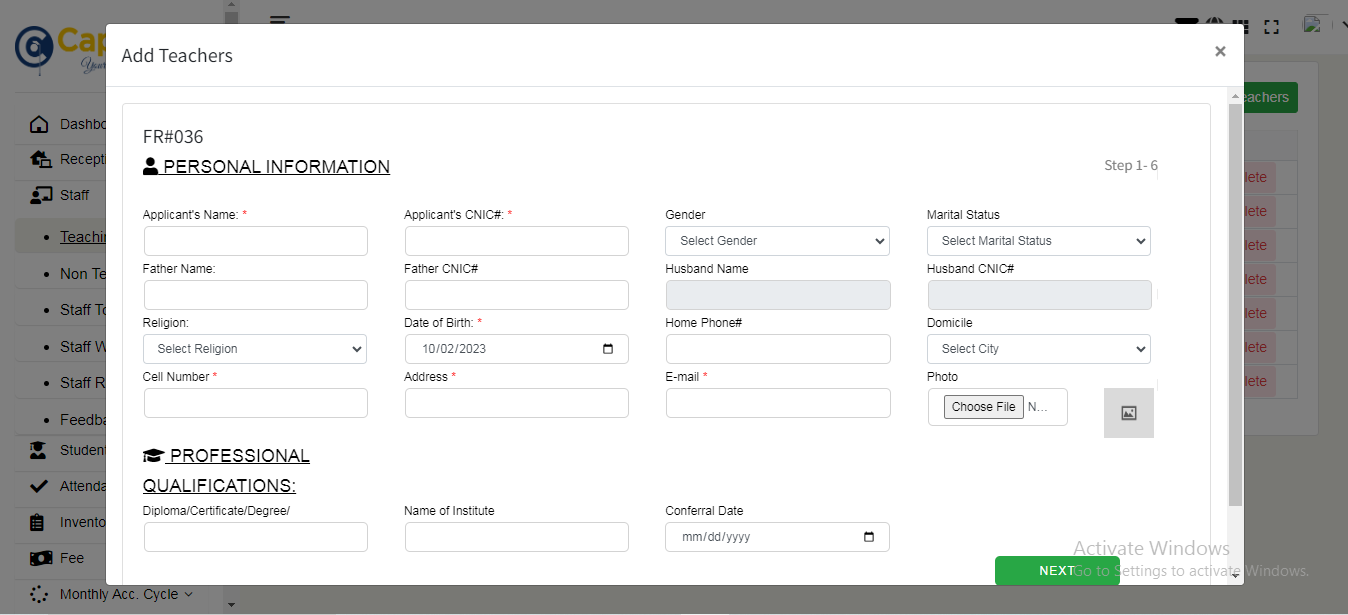 Cap
Your
Add Teachers
×
eachers
FR#036
PERSONAL INFORMATION
Step 1- 6
Applicant's Name: *
Applicant's CNIC#: *
Gender
Marital Status
Select Gender
Select Marital Status
Father Name:
Father CNIC#
Husband Name
Husband CNIC#
Religion:
Date of Birth: *
Home Phone#
Domicile
Select Religion
10/02/2023
Select City
Cell Number *
Address *
E-mail *
Photo
Choose File N...
PROFESSIONAL
QUALIFICATIONS:
Diploma/Certificate/Degree/
Name of Institute
Conferral Date
mm/dd/yyyy
NEXT
Activate Windows
Go to Settings to activate Windows.
Dashbo
Recepti
Staff
Teachin
Non Te
Staff To
Staff W
Staff R
Feedba
Student
Attenda
Invento
Fee
Monthly Acc. Cycle
lete
lete
lete
lete
lete
lete
lete